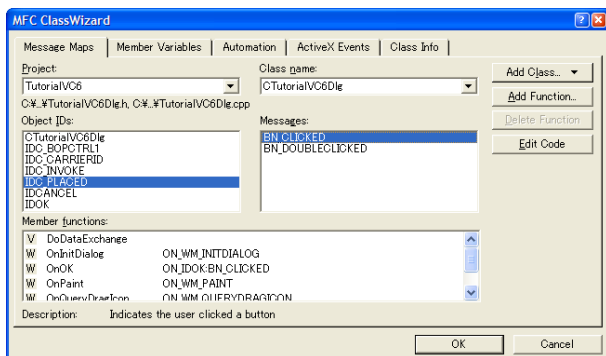 MFC ClassWizard
Message Maps Member Variables Automation ActiveX Events Class Info
Project: Class name:
TutorialVC6 CTutorialVC6Dlg
Add Class...
C:¥...¥TutorialVC6Dlg.h, C:¥...¥TutorialVC6Dlg.cpp
Add Function...
Object IDs: Messages:
Delete Function
CTutorialVC6Dlg BN_CLICKED
IDC_BOPCTRL1 BN_DOUBLECLICKED
Edit Code
IDC_CARRIERID
IDC_INVOKE
IDC_PLACED
IDCANCEL
IDOK
Member functions:
V DoDataExchange
W OnInitDialog ON_WM_INITDIALOG
W OnOK ON_IDOK:BN_CLICKED
W OnPaint ON_WM_PAINT
W OnQueryDragIcon ON_WM_QUERYDRAGICON
Description: Indicates the user clicked a button
OK Cancel